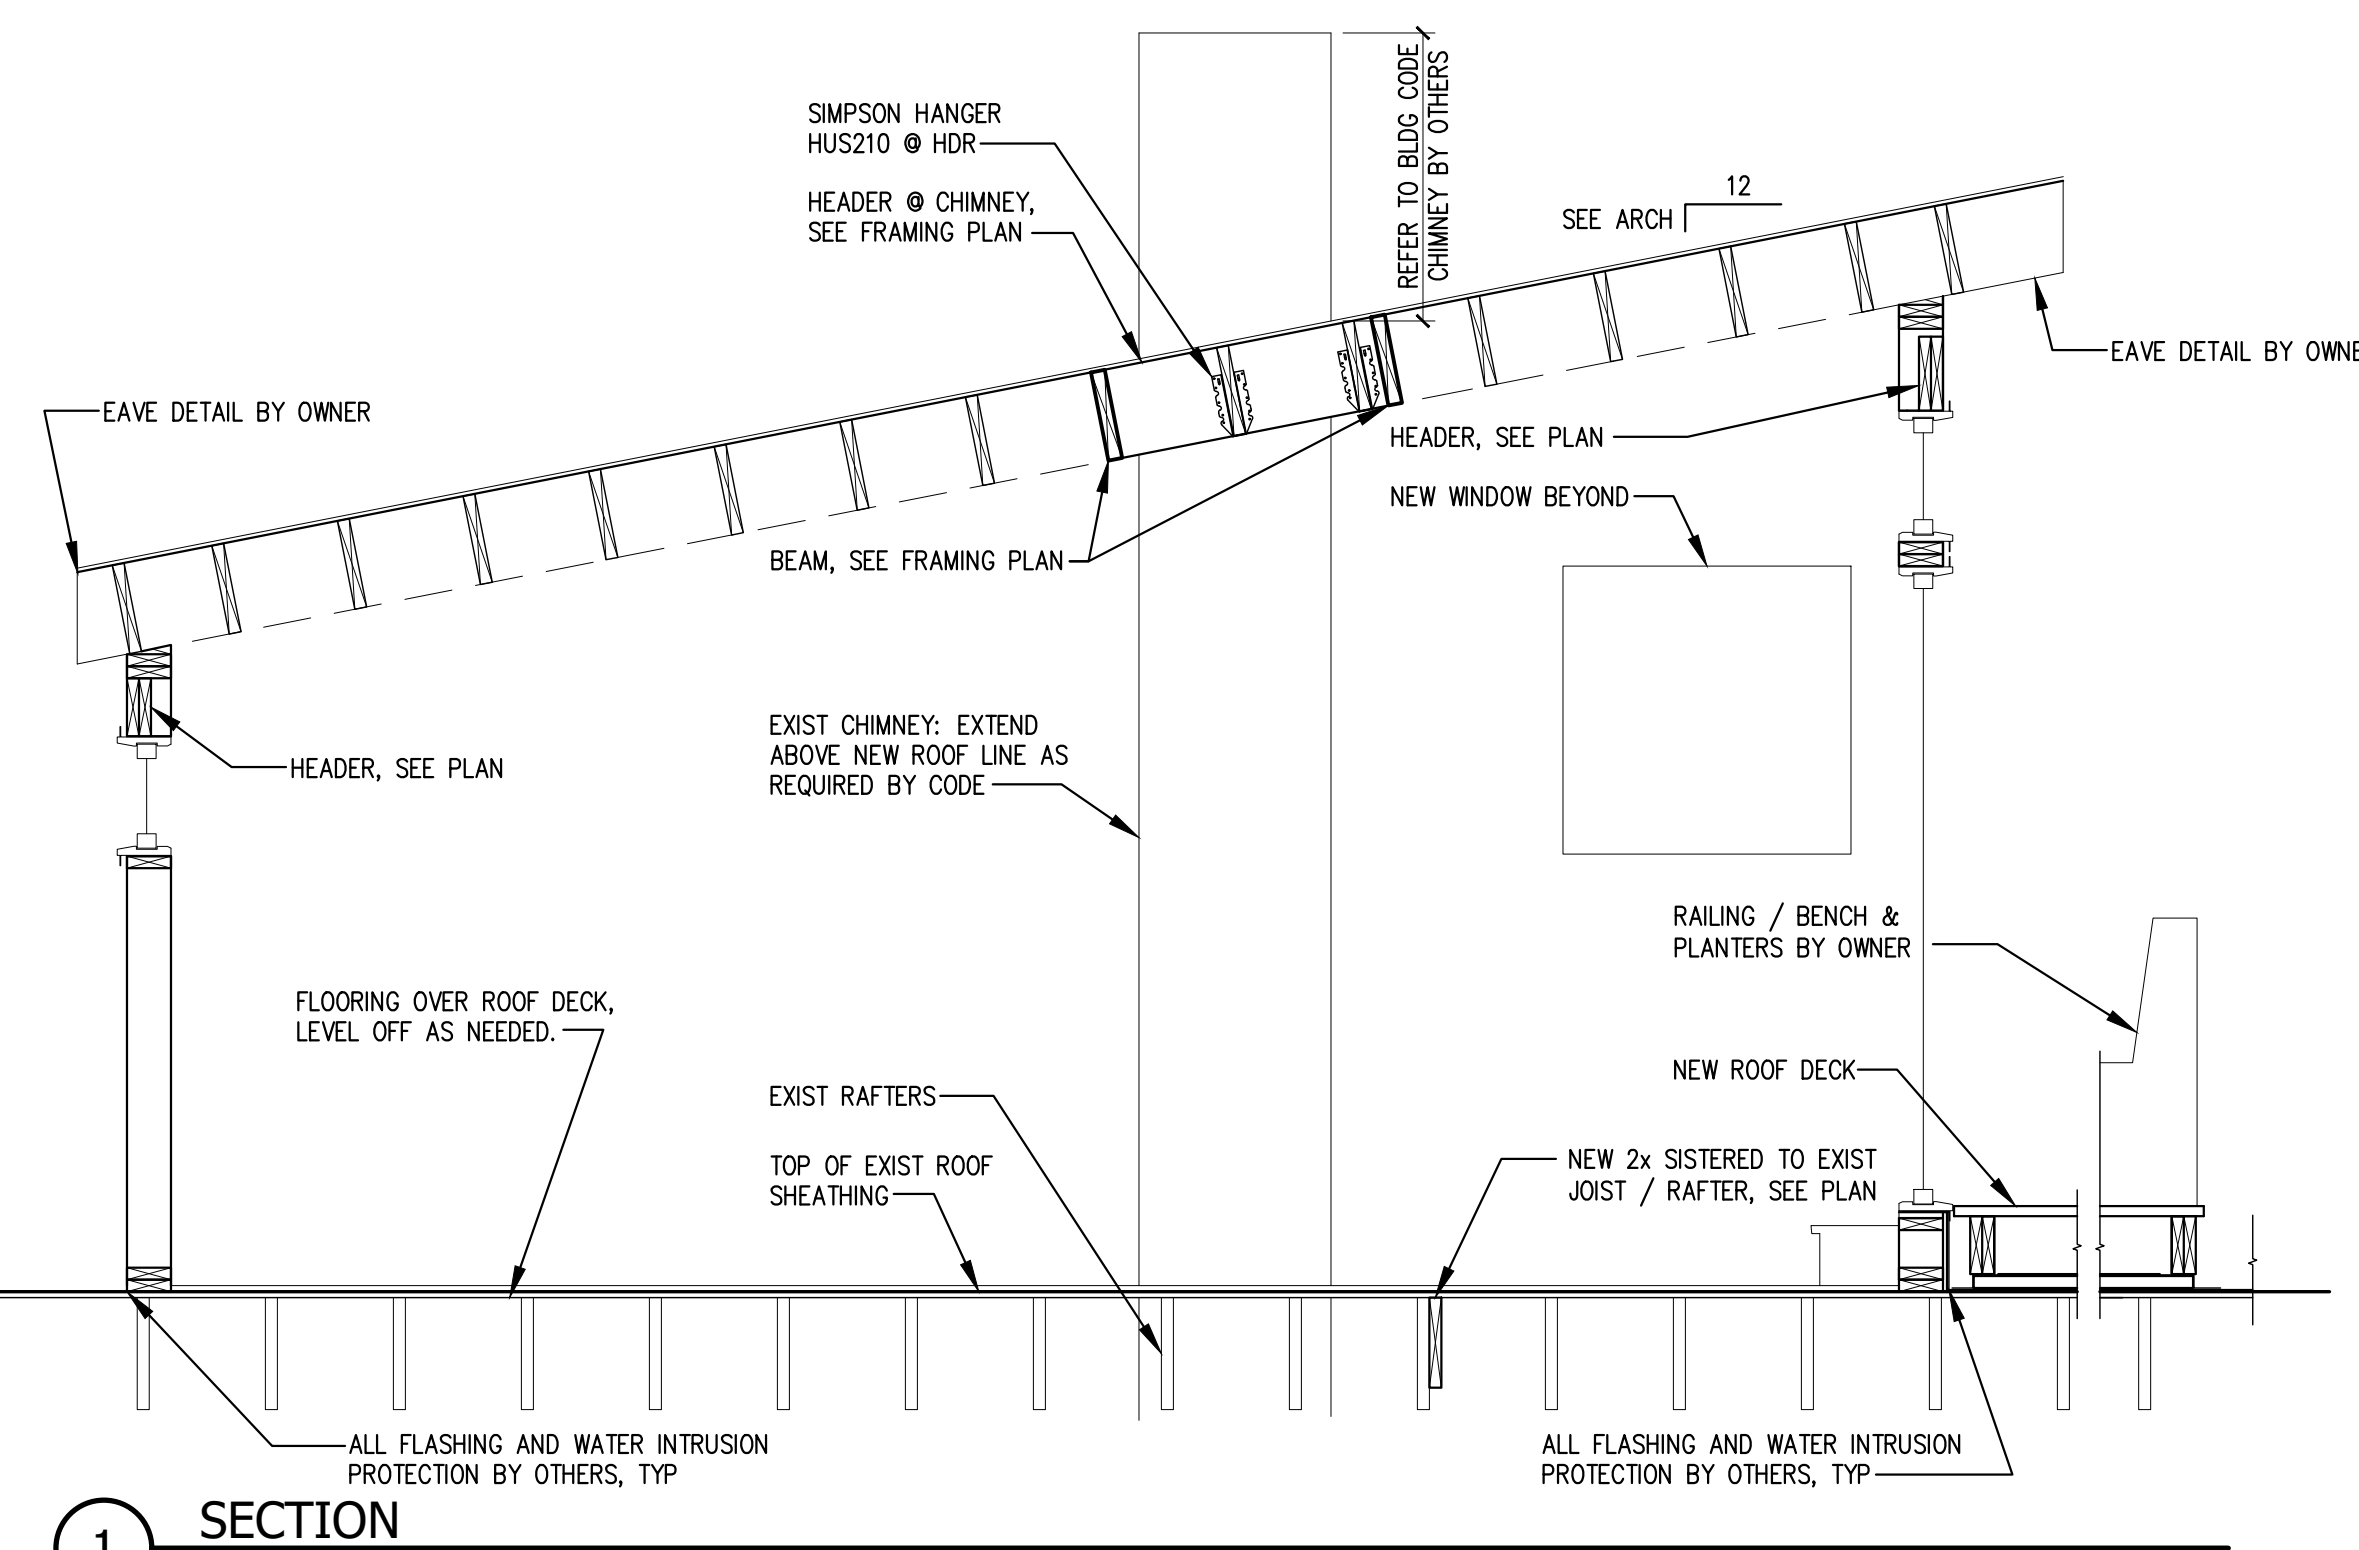 SIMPSON HANGER
HUS210 @ HDR
HEADER @ CHIMNEY,
SEE FRAMING PLAN
REFER TO BLDG CODE
CHIMNEY BY OTHERS
12
SEE ARCH
EAVE DETAIL BY OWNE
EAVE DETAIL BY OWNER
HEADER, SEE PLAN
NEW WINDOW BEYOND
BEAM, SEE FRAMING PLAN
EXIST CHIMNEY: EXTEND
ABOVE NEW ROOF LINE AS
REQUIRED BY CODE
HEADER, SEE PLAN
RAILING / BENCH &
PLANTERS BY OWNER
FLOORING OVER ROOF DECK,
LEVEL OFF AS NEEDED.
NEW ROOF DECK
EXIST RAFTERS
TOP OF EXIST ROOF
SHEATHING
NEW 2x SISTERED TO EXIST
JOIST / RAFTER, SEE PLAN
ALL FLASHING AND WATER INTRUSION
PROTECTION BY OTHERS, TYP
ALL FLASHING AND WATER INTRUSION
PROTECTION BY OTHERS, TYP
1
SECTION